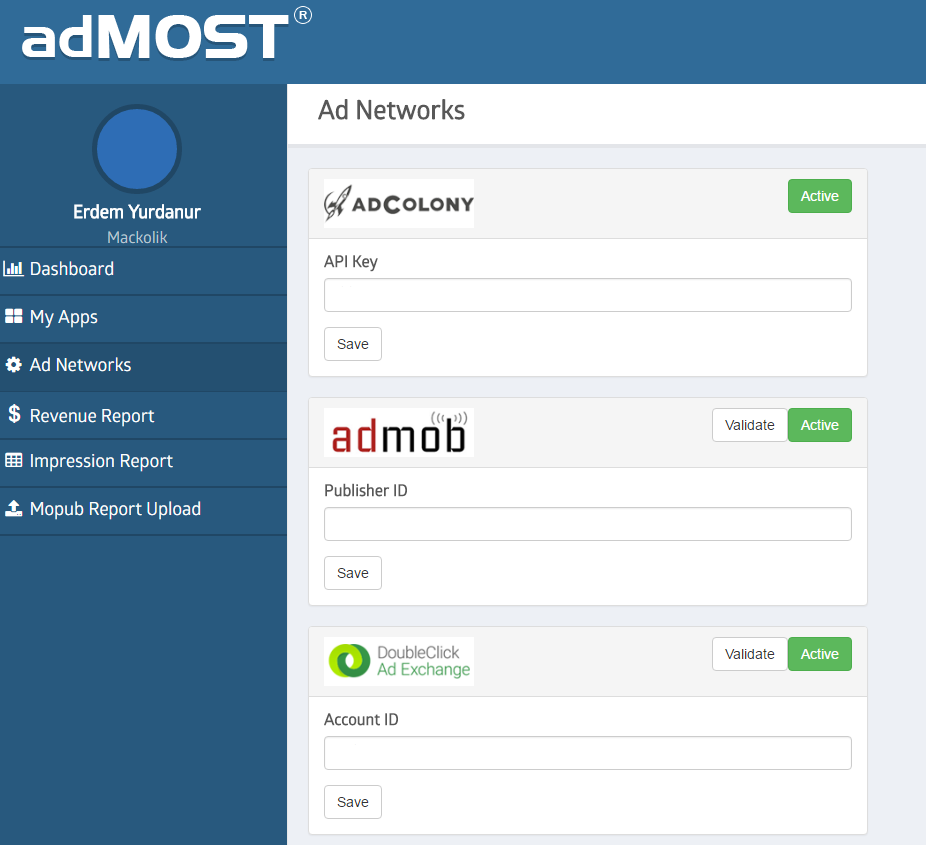 adMOST®
Erdem Yurdanur
Mackolik
Dashboard
My Apps
Ad Networks
Revenue Report
Impression Report
Mopub Report Upload
Ad Networks
ADCOLONY
Active
API Key
Save
admob
Validate
Active
Publisher ID
Save
DoubleClick
Ad Exchange
Validate
Active
Account ID
Save